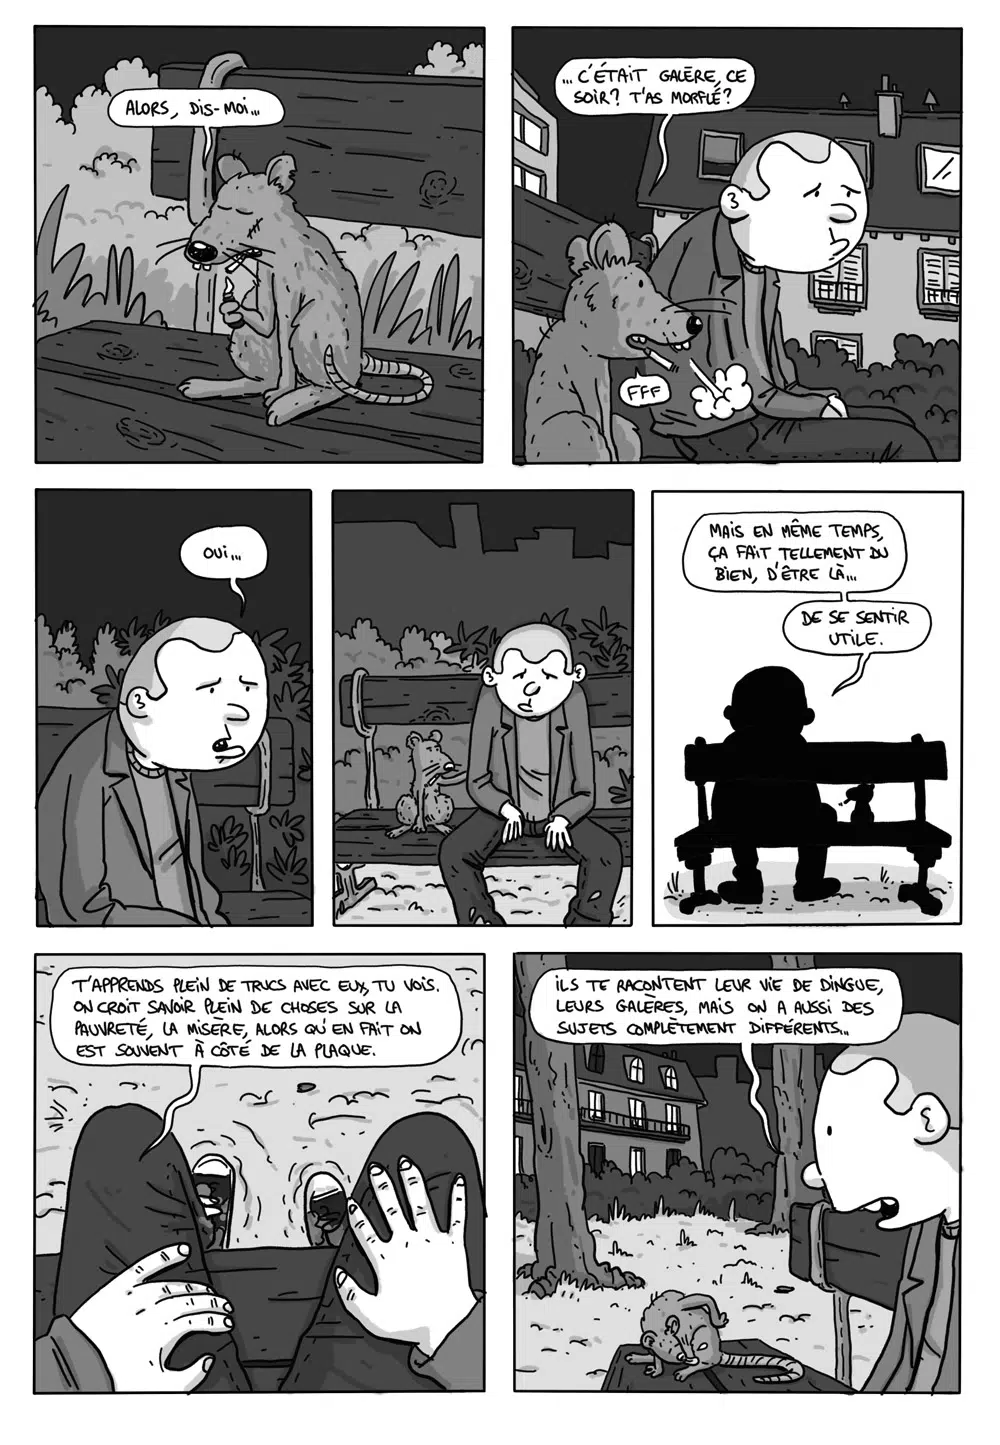 ALORS, DIS-MOI...
...C'ÉTAIT GALÈRE, CE
SOIR? T'AS MORFLÉ?
FFF
OUI...
MAIS EN MÊME TEMPS,
ÇA FAIT TELLEMENT DU
BIEN, D'ÊTRE LÀ...
DE SE SENTIR
UTILE.
T'APPRENDS PLEIN DE TRUCS AVEC EUX, TU VOIS.
ON CROIT SAVOIR PLEIN DE CHOSES SUR LA
PAUVRETÉ, LA MISÈRE, ALORS QU'EN FAIT ON
EST SOUVENT À CÔTÉ DE LA PLAQUE.
ILS TE RACONTENT LEUR VIE DE DINGUE,
LEURS GALÈRES, MAIS ON A AUSSI DES
SUJETS COMPLÈTEMENT DIFFÉRENTS...